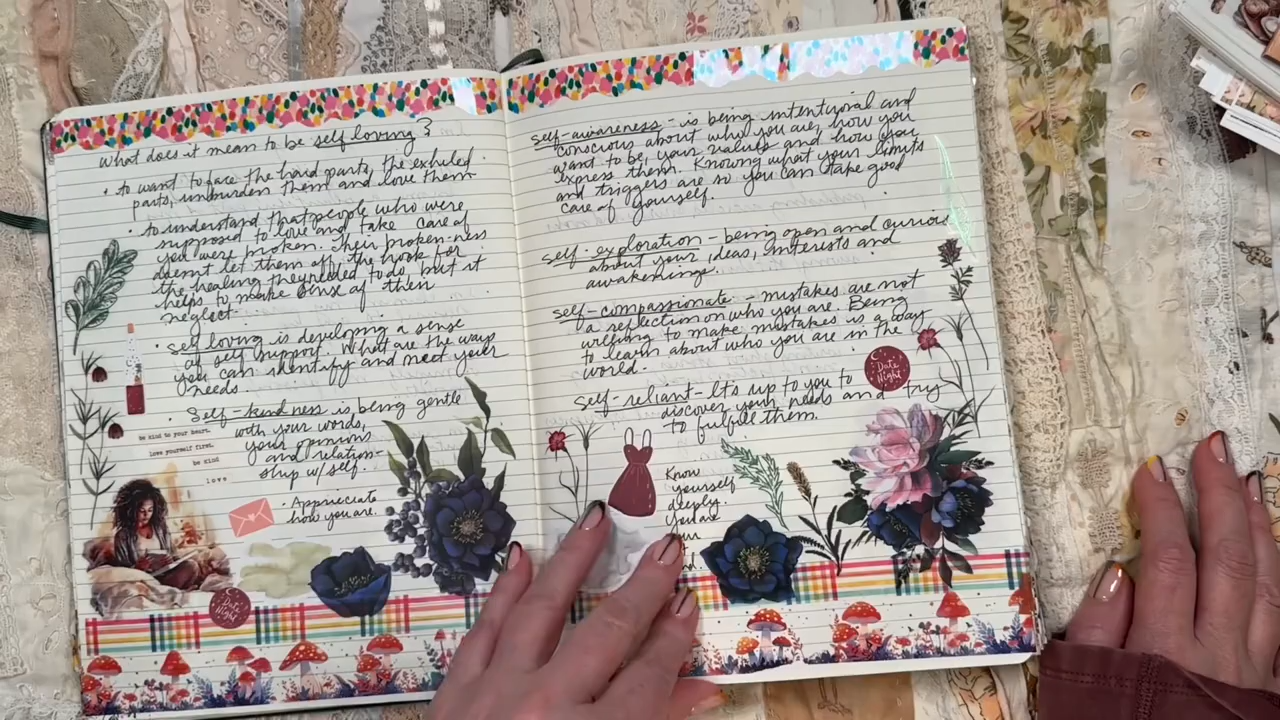 What does it mean to be self loving?
• to want to face the hard parts, the exhiled
parts, unburden them and love them
• to understand that people who were
supposed to love and take care of
you were broken. Their broken-ness
doesn't let them off the hook for
the healing they needed to do, but it
helps to make sense of their
neglect.
• self loving is developing a sense
of self support. What are the ways
you can identify and meet your
needs.
• Self-kindness is being gentle
with your words,
your opinions
and relation-
ship w/ self.
be kind to your heart.
love yourself first.
be kind
love
• Appreciate
how you are.
Date
Night
self-awareness - is being intentional and
conscious about who you are, how you
want to be, your values and how you
express them. Knowing what your limits
and triggers are so you can take good
care of yourself.
self-exploration - being open and curious
about your ideas, interests and
awakenings.
self-compassionate - mistakes are not
a reflection on who you are. Being
willing to make mistakes is a way
to learn about who you are in the
world.
Date
Night
self-reliant - It's up to you to
discover your needs and try
to fulfill them.
Know
yourself
deeply.
You are